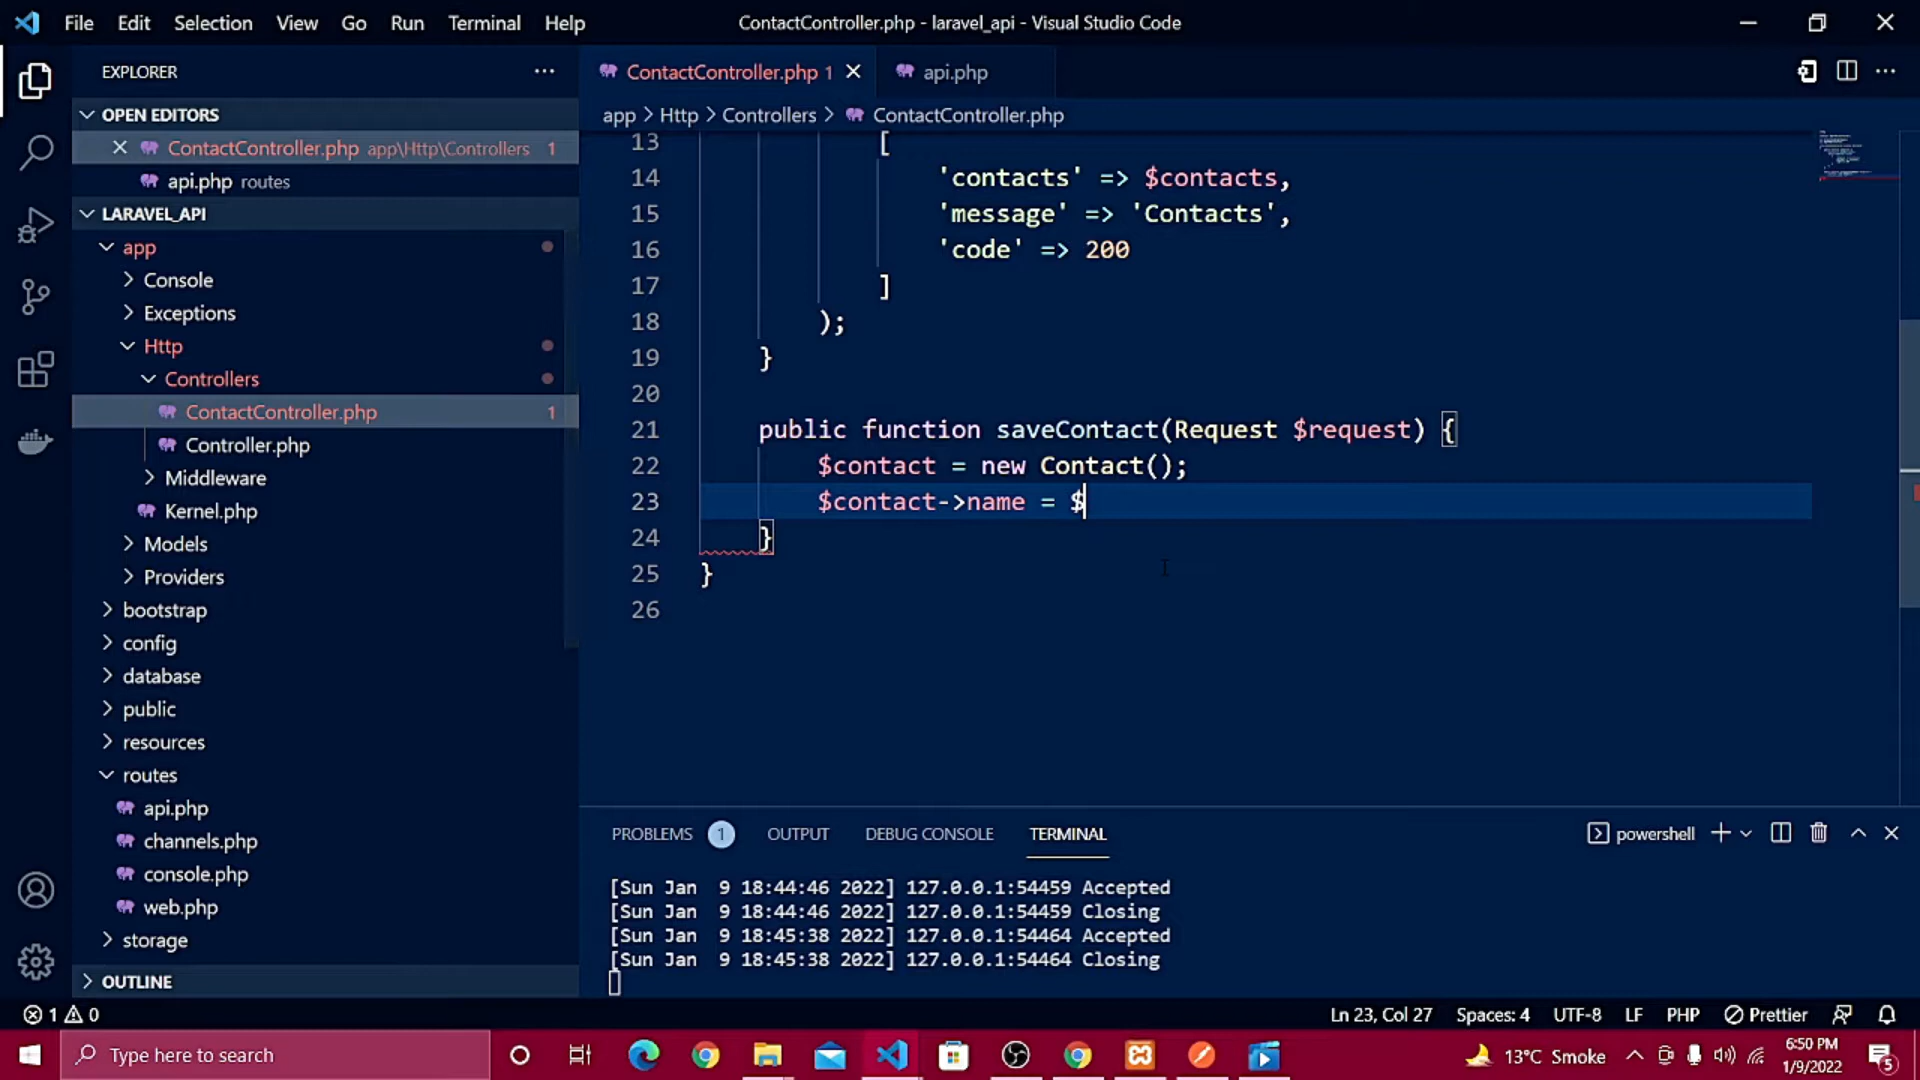 File Edit Selection View Go Run Terminal Help
ContactController.php - laravel_api - Visual Studio Code
EXPLORER
OPEN EDITORS
ContactController.php app\Http\Controllers 1
api.php routes
LARAVEL_API
app
Console
Exceptions
Http
Controllers
ContactController.php 1
Controller.php
Middleware
Kernel.php
Models
Providers
bootstrap
config
database
public
resources
routes
api.php
channels.php
console.php
web.php
storage
OUTLINE
ContactController.php 1
api.php
app > Http > Controllers > ContactController.php
13 [
14 'contacts' => $contacts,
15 'message' => 'Contacts',
16 'code' => 200
17 ]
18 );
19 }
20
21 public function saveContact(Request $request) {
22 $contact = new Contact();
23 $contact->name = $
24 }
25 }
26
PROBLEMS 1 OUTPUT DEBUG CONSOLE TERMINAL
powershell
[Sun Jan 9 18:44:46 2022] 127.0.0.1:54459 Accepted
[Sun Jan 9 18:44:46 2022] 127.0.0.1:54459 Closing
[Sun Jan 9 18:45:38 2022] 127.0.0.1:54464 Accepted
[Sun Jan 9 18:45:38 2022] 127.0.0.1:54464 Closing
1 0
Ln 23, Col 27 Spaces: 4 UTF-8 LF PHP Prettier
Type here to search
13°C Smoke
6:50 PM
1/9/2022
5